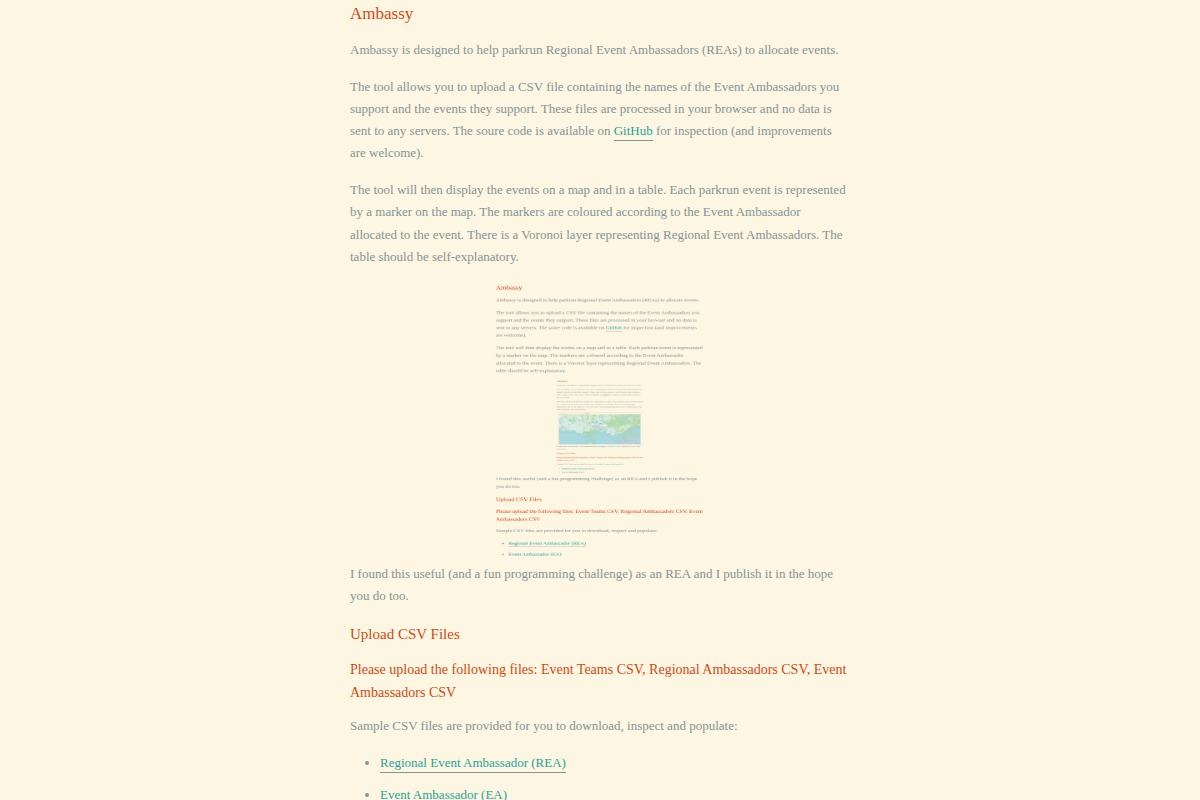 Ambassy
Ambassy is designed to help parkrun Regional Event Ambassadors (REAs) to allocate events.
The tool allows you to upload a CSV file containing the names of the Event Ambassadors you
support and the events they support. These files are processed in your browser and no data is
sent to any servers. The soure code is available on GitHub for inspection (and improvements
are welcome).
The tool will then display the events on a map and in a table. Each parkrun event is represented
by a marker on the map. The markers are coloured according to the Event Ambassador
allocated to the event. There is a Voronoi layer representing Regional Event Ambassadors. The
table should be self-explanatory.
Ambassy
Ambassy is designed to help parkrun Regional Event Ambassadors (REAs) to allocate events.
The tool allows you to upload a CSV file containing the names of the Event Ambassadors you
support and the events they support. These files are processed in your browser and no data is
sent to any servers. The soure code is available on GitHub for inspection (and improvements
are welcome).
The tool will then display the events on a map and in a table. Each parkrun event is represented
by a marker on the map. The markers are coloured according to the Event Ambassador
allocated to the event. There is a Voronoi layer representing Regional Event Ambassadors. The
table should be self-explanatory.
I found this useful (and a fun programming challenge) as an REA and I publish it in the hope
you do too.
Upload CSV Files
Please upload the following files: Event Teams CSV, Regional Ambassadors CSV, Event
Ambassadors CSV
Sample CSV files are provided for you to download, inspect and populate:
Regional Event Ambassador (REA)
Event Ambassador (EA)
I found this useful (and a fun programming challenge) as an REA and I publish it in the hope
you do too.
Upload CSV Files
Please upload the following files: Event Teams CSV, Regional Ambassadors CSV, Event
Ambassadors CSV
Sample CSV files are provided for you to download, inspect and populate:
Regional Event Ambassador (REA)
Event Ambassador (EA)